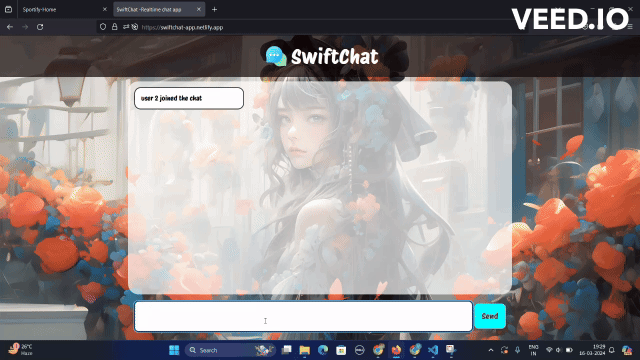 Spotify-Home
SwiftChat -Realtime chat app
VEED.IO
https://swiftchat-app.netlify.app
SwiftChat
user 2 joined the chat
Send
26°C
Haze
Search
ENG
IN
19:29
16-03-2024